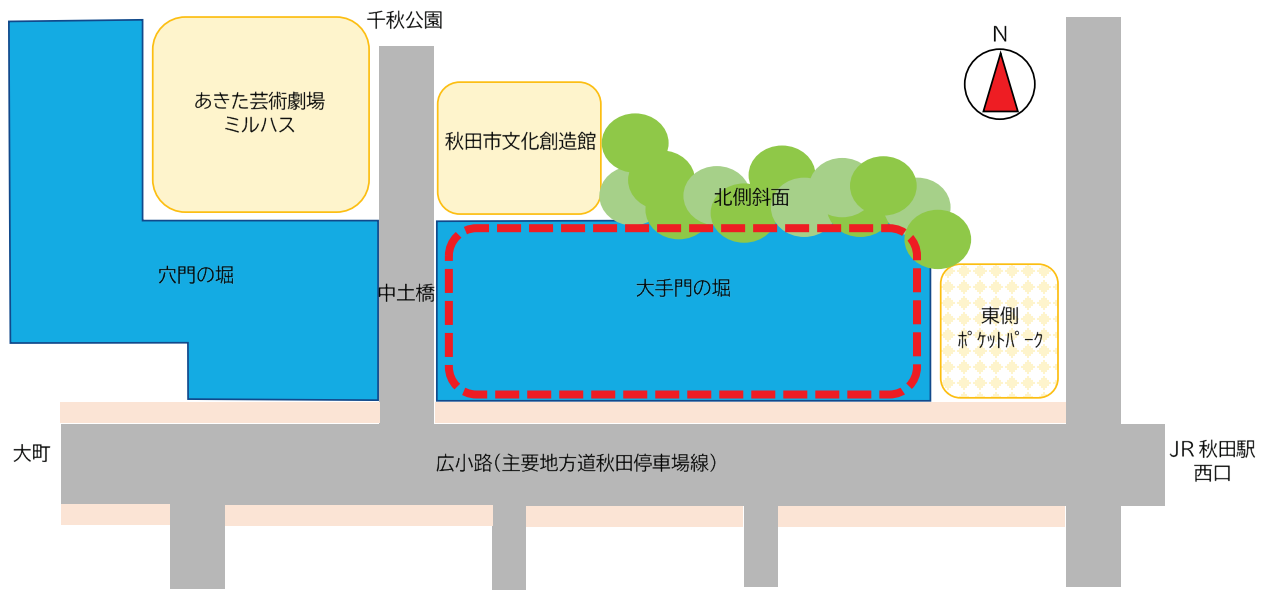 千秋公園
N
あきた芸術劇場
ミルハス
秋田市文化創造館
北側斜面
穴門の堀
中土橋
大手門の堀
東側
ポケットパーク
大町
広小路(主要地方道秋田停車場線)
JR 秋田駅
西口